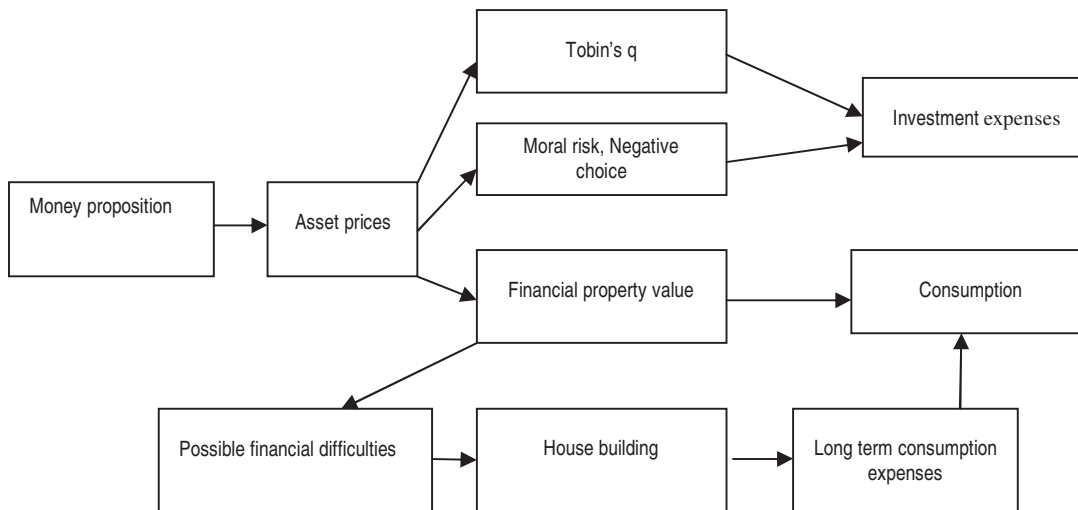 Tobin’s q
Investment expenses
Moral risk, Negative
choice
Money proposition
Asset prices
Financial property value
Consumption
Possible financial difficulties
House building
Long term consumption
expenses